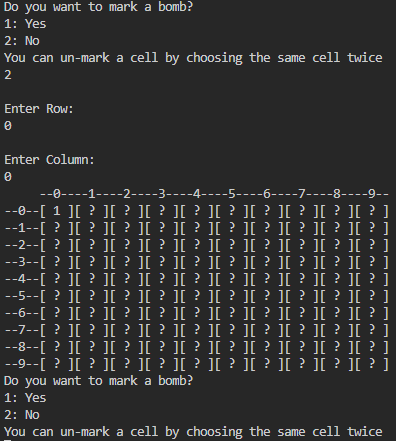 Do you want to mark a bomb?
1: Yes
2: No
You can un-mark a cell by choosing the same cell twice
2
Enter Row:
0
Enter Column:
0
--0----1----2----3----4----5----6----7----8----9--
--0--[ 1 ][ ? ][ ? ][ ? ][ ? ][ ? ][ ? ][ ? ][ ? ][ ? ]
--1--[ ? ][ ? ][ ? ][ ? ][ ? ][ ? ][ ? ][ ? ][ ? ][ ? ]
--2--[ ? ][ ? ][ ? ][ ? ][ ? ][ ? ][ ? ][ ? ][ ? ][ ? ]
--3--[ ? ][ ? ][ ? ][ ? ][ ? ][ ? ][ ? ][ ? ][ ? ][ ? ]
--4--[ ? ][ ? ][ ? ][ ? ][ ? ][ ? ][ ? ][ ? ][ ? ][ ? ]
--5--[ ? ][ ? ][ ? ][ ? ][ ? ][ ? ][ ? ][ ? ][ ? ][ ? ]
--6--[ ? ][ ? ][ ? ][ ? ][ ? ][ ? ][ ? ][ ? ][ ? ][ ? ]
--7--[ ? ][ ? ][ ? ][ ? ][ ? ][ ? ][ ? ][ ? ][ ? ][ ? ]
--8--[ ? ][ ? ][ ? ][ ? ][ ? ][ ? ][ ? ][ ? ][ ? ][ ? ]
--9--[ ? ][ ? ][ ? ][ ? ][ ? ][ ? ][ ? ][ ? ][ ? ][ ? ]
Do you want to mark a bomb?
1: Yes
2: No
You can un-mark a cell by choosing the same cell twice